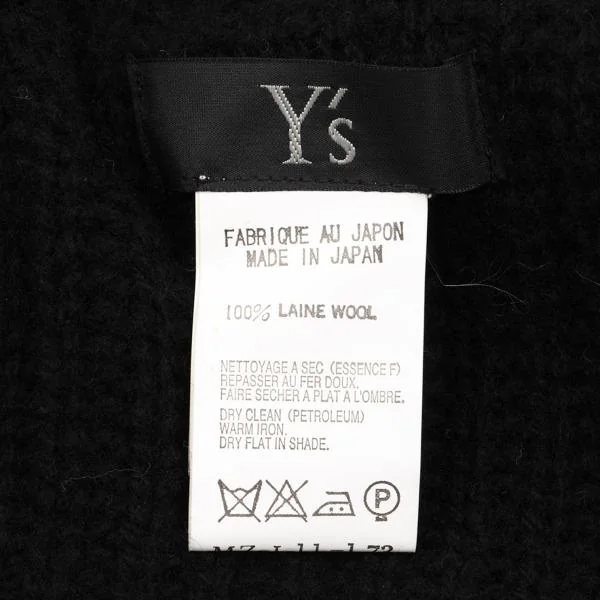 Y's
FABRIQUE AU JAPON
MADE IN JAPAN
100% LAINE WOOL
NETTOYAGE A SEC (ESSENCE F)
REPASSER AU FER DOUX.
FAIRE SECHER A PLAT A L'OMBRE.
DRY CLEAN (PETROLEUM)
WARM IRON.
DRY FLAT IN SHADE.
P